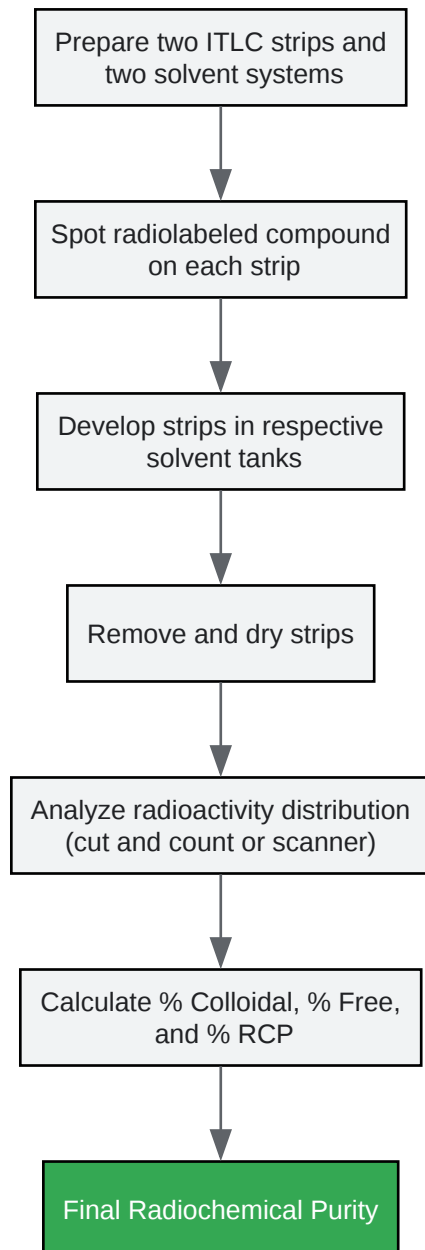 Prepare two ITLC strips and
two solvent systems
Spot radiolabeled compound
on each strip
Develop strips in respective
solvent tanks
Remove and dry strips
Analyze radioactivity distribution
(cut and count or scanner)
Calculate % Colloidal, % Free,
and % RCP
Final Radiochemical Purity